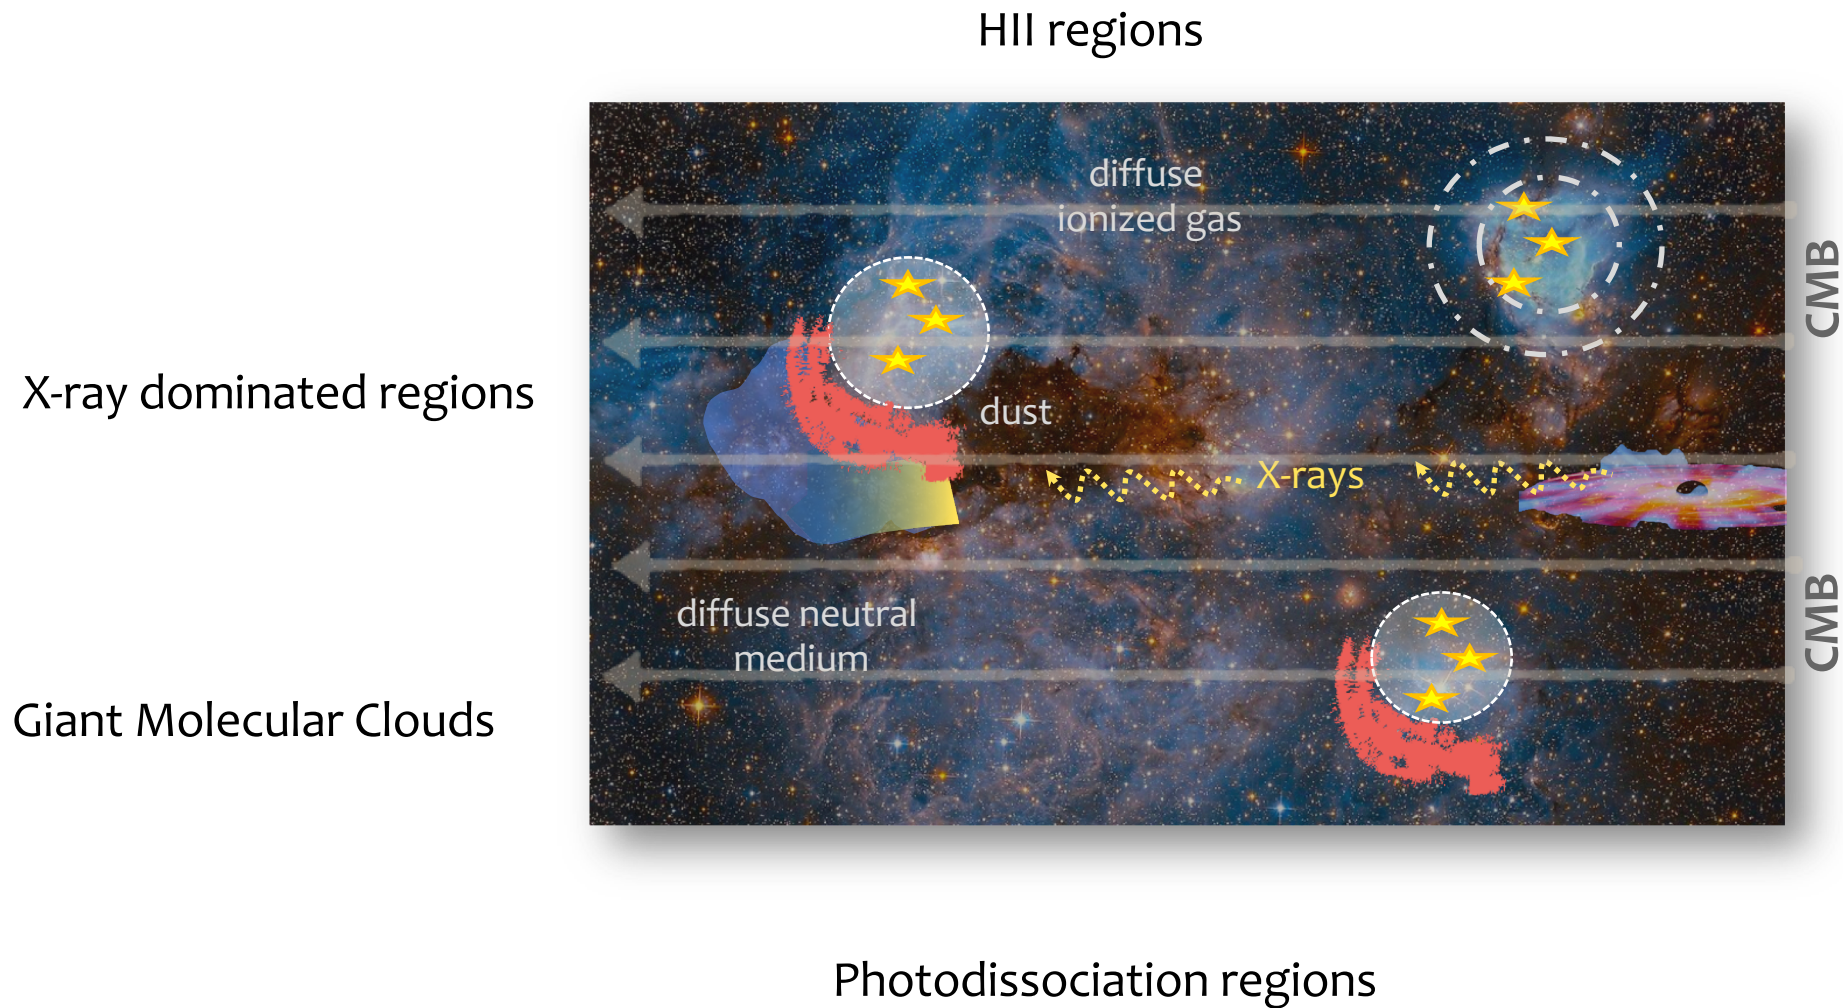 HII regions
diffuse
ionized gas
CMB
X-ray dominated regions
dust
X-rays
diffuse neutral
medium
CMB
Giant Molecular Clouds
Photodissociation regions